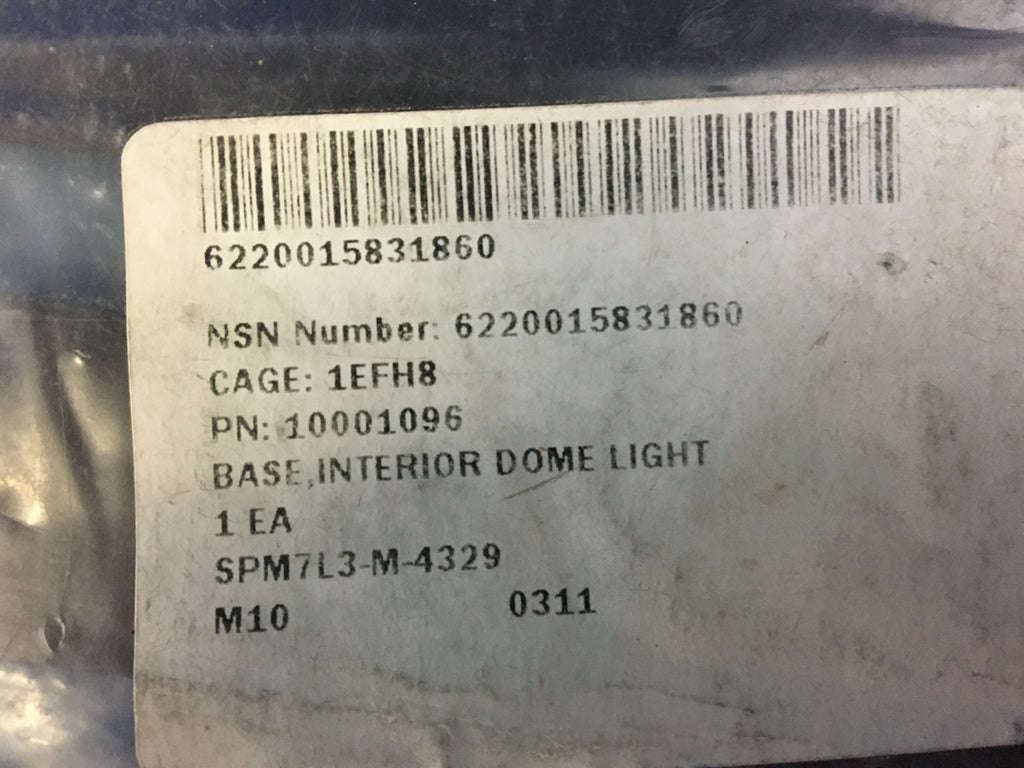 6220015831860
NSN Number: 6220015831860
CAGE: 1EFH8
PN: 10001096
BASE,INTERIOR DOME LIGHT
1 EA
SPM7L3-M-4329
M10 0311